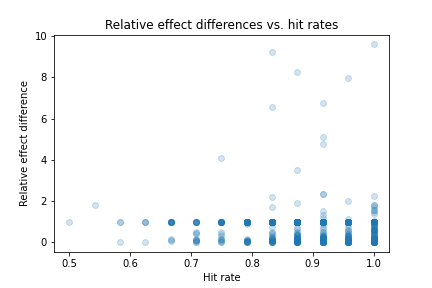 Relative effect differences vs. hit rates
10
8
6
4
2
0
Relative effect difference
0.5 0.6 0.7 0.8 0.9 1.0
Hit rate